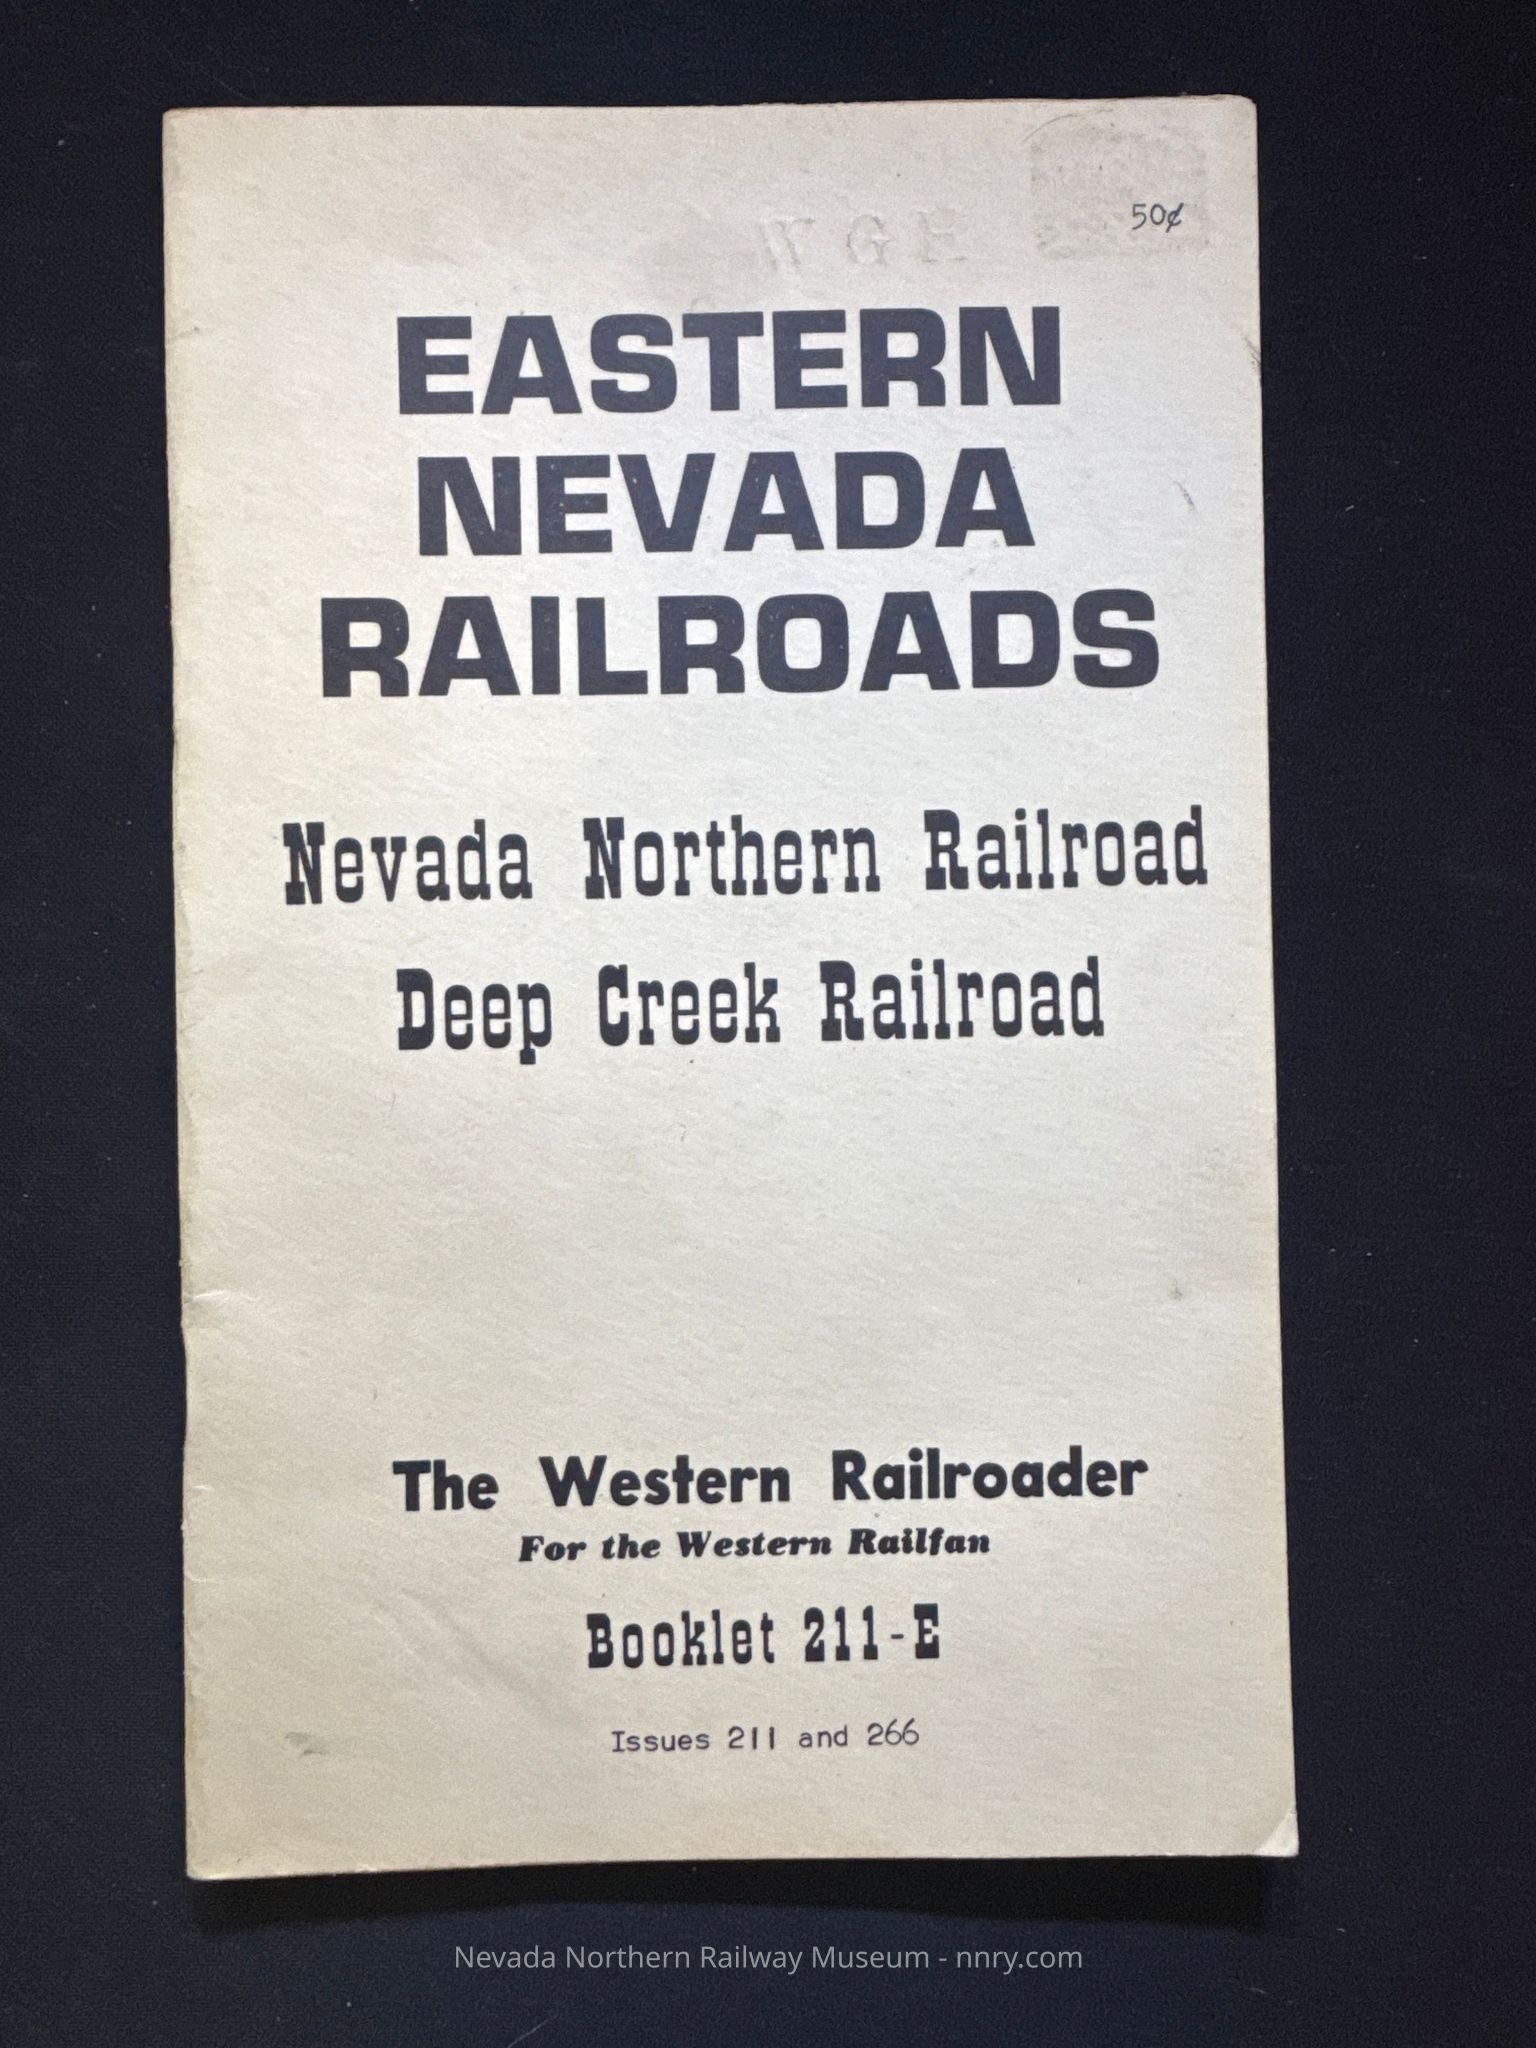 50¢
EASTERN
NEVADA
RAILROADS
Nevada Northern Railroad
Deep Creek Railroad
The Western Railroader
For the Western Railfan
Booklet 211-E
Issues 211 and 266
Nevada Northern Railway Museum - nnry.com